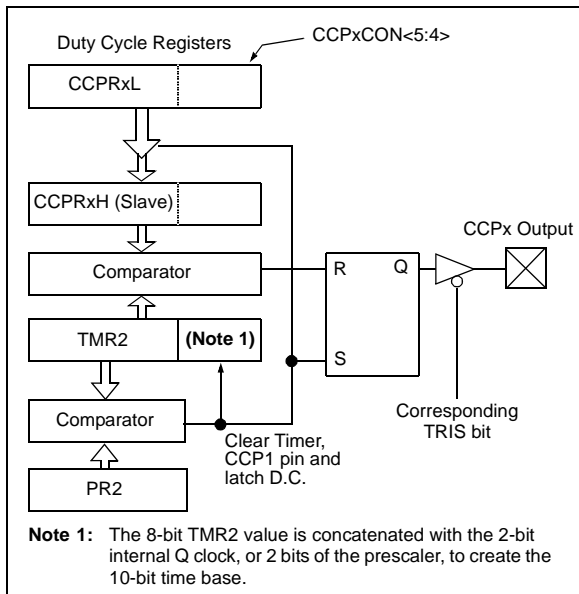 Duty Cycle Registers
CCPxCON<5:4>
CCPRxL
CCPRxH (Slave)
CCPx Output
Comparator
R
Q
TMR2
(Note 1)
S
Comparator
Corresponding
TRIS bit
Clear Timer,
CCP1 pin and
latch D.C.
PR2
Note 1: The 8-bit TMR2 value is concatenated with the 2-bit
internal Q clock, or 2 bits of the prescaler, to create the
10-bit time base.